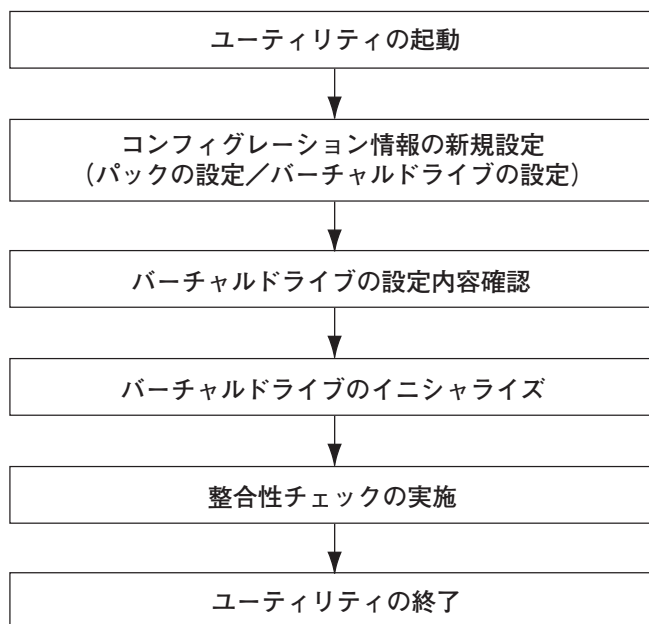 ユーティリティの起動
コンフィグレーション情報の新規設定
（パックの設定／バーチャルドライブの設定）
バーチャルドライブの設定内容確認
バーチャルドライブのイニシャライズ
整合性チェックの実施
ユーティリティの終了